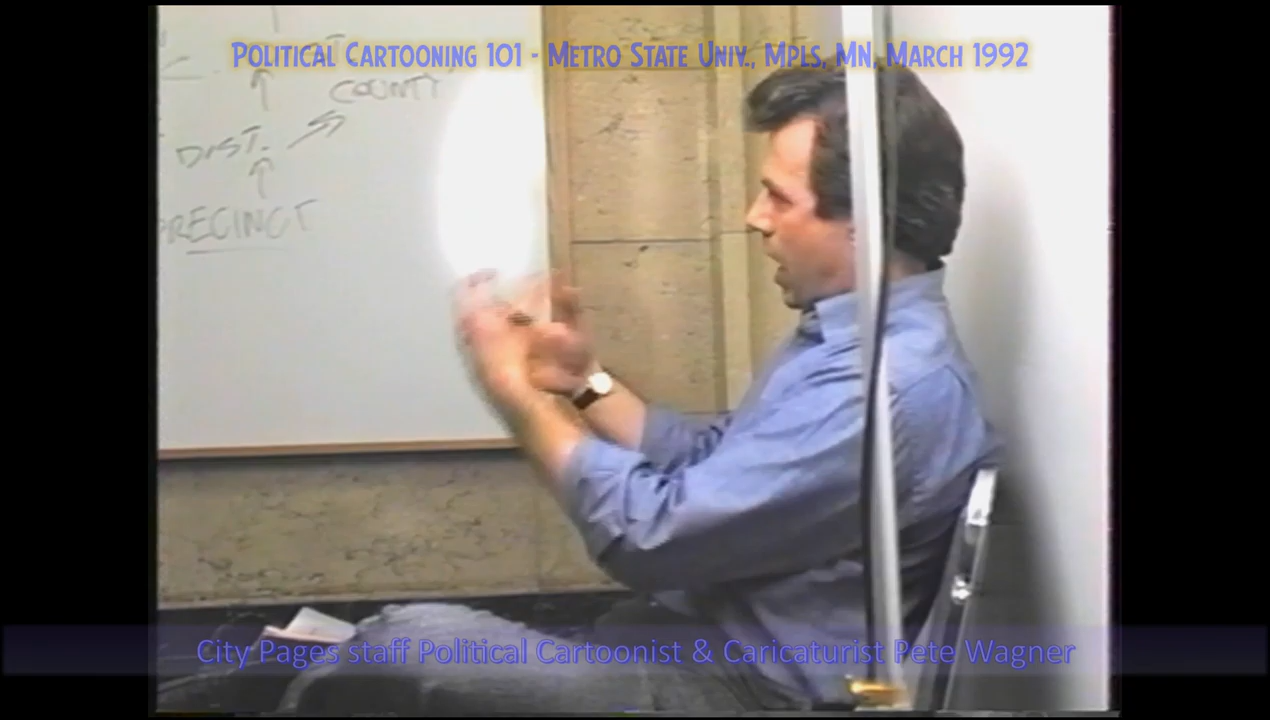 POLITICAL CARTOONING 101 - METRO STATE UNIV., MPLS, MN, MARCH 1992
COUNTY
DIST.
PRECINCT
City Pages staff Political Cartoonist & Caricaturist Pete Wagner